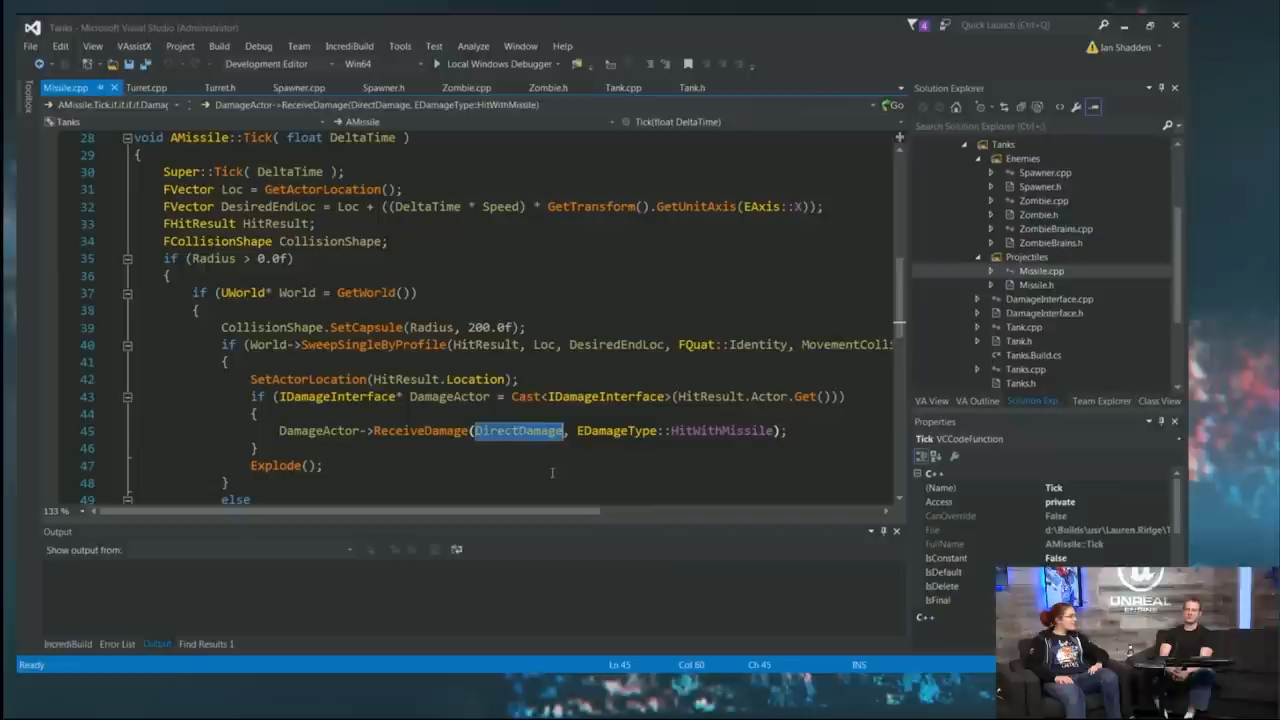 Tanks - Microsoft Visual Studio (Administrator)
4
Quick Launch (Ctrl+Q)
File Edit View VAssistX Project Build Debug Team IncrediBuild Tools Test Analyze Window Help
Ian Shadden
Development Editor Win64 Local Windows Debugger
Toolbox
Missile.cpp Turret.cpp Turret.h Spawner.cpp Spawner.h Zombie.cpp Zombie.h Tank.cpp Tank.h
AMissile.Tick.if.if.if.if.Damag
DamageActor->ReceiveDamage(DirectDamage, EDamageType::HitWithMissile)
Go
Tanks
AMissile
Tick(float DeltaTime)
28 void AMissile::Tick( float DeltaTime )
29 {
30 Super::Tick( DeltaTime );
31 FVector Loc = GetActorLocation();
32 FVector DesiredEndLoc = Loc + ((DeltaTime * Speed) * GetTransform().GetUnitAxis(EAxis::X));
33 FHitResult HitResult;
34 FCollisionShape CollisionShape;
35 if (Radius > 0.0f)
36 {
37 if (UWorld* World = GetWorld())
38 {
39 CollisionShape.SetCapsule(Radius, 200.0f);
40 if (World->SweepSingleByProfile(HitResult, Loc, DesiredEndLoc, FQuat::Identity, MovementColli
41 {
42 SetActorLocation(HitResult.Location);
43 if (IDamageInterface* DamageActor = Cast<IDamageInterface>(HitResult.Actor.Get()))
44 {
45 DamageActor->ReceiveDamage(DirectDamage, EDamageType::HitWithMissile);
46 }
47 Explode();
48 }
49 else
133 %
Output
Show output from:
IncrediBuild Error List Output Find Results 1
Ready
Ln 45
Col 60
Ch 45
INS
Solution Explorer
Search Solution Explorer (Ctrl+;)
Tanks
Enemies
Spawner.cpp
Spawner.h
Zombie.cpp
Zombie.h
ZombieBrains.cpp
ZombieBrains.h
Projectiles
Missile.cpp
Missile.h
DamageInterface.cpp
DamageInterface.h
Tank.cpp
Tank.h
Tanks.Build.cs
Tanks.cpp
Tanks.h
VA View VA Outline Solution Exp... Team Explorer Class View
Properties
Tick VCCodeFunction
C++
(Name) Tick
Access private
CanOverride False
File d:\Builds\usr\Lauren.Ridge\T
FullName AMissile::Tick
IsConstant False
IsDefault
IsDelete
IsFinal
C++
UNREAL
ENGINE